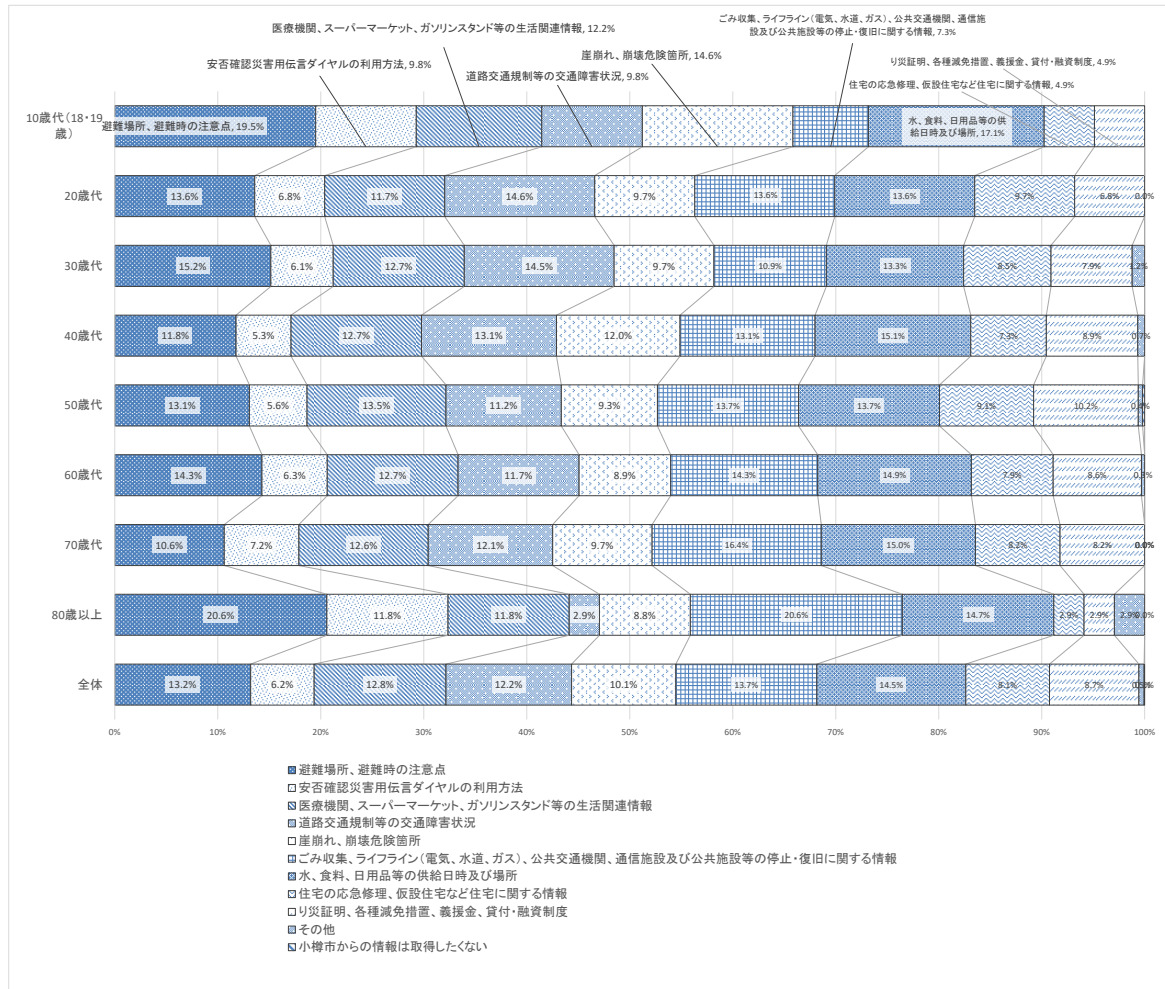 医療機関、スーパーマーケット、ガソリンスタンド等の生活関連情報, 12.2%
ごみ収集、ライフライン（電気、水道、ガス）、公共交通機関、通信施
設及び公共施設等の停止・復旧に関する情報, 7.3%
安否確認災害用伝言ダイヤルの利用方法, 9.8%
崖崩れ、崩壊危険箇所, 14.6%
道路交通規制等の交通障害状況, 9.8%
り災証明、各種減免措置、義援金、貸付・融資制度, 4.9%
住宅の応急修理、仮設住宅など住宅に関する情報, 4.9%
10歳代（18・19
歳）
避難場所、避難時の注意点, 19.5%
水、食料、日用品等の供
給日時及び場所, 17.1%
20歳代 13.6% 6.8% 11.7% 14.6% 9.7% 13.6% 13.6% 9.7% 6.8% 0.0%
30歳代 15.2% 6.1% 12.7% 14.5% 9.7% 10.9% 13.3% 8.5% 7.9% 1.2%
40歳代 11.8% 5.3% 12.7% 13.1% 12.0% 13.1% 15.1% 7.3% 8.9% 0.7%
50歳代 13.1% 5.6% 13.5% 11.2% 9.3% 13.7% 13.7% 9.1% 10.2%
60歳代 14.3% 6.3% 12.7% 11.7% 8.9% 14.3% 14.9% 7.9% 8.6% 0.3%
70歳代 10.6% 7.2% 12.6% 12.1% 9.7% 16.4% 15.0% 8.2% 8.2% 0.0%
80歳以上 20.6% 11.8% 11.8% 2.9% 8.8% 20.6% 14.7% 2.9% 2.9% 2.9% 0.0%
全体 13.2% 6.2% 12.8% 12.2% 10.1% 13.7% 14.5% 8.1% 8.7%
0% 10% 20% 30% 40% 50% 60% 70% 80% 90% 100%
避難場所、避難時の注意点
安否確認災害用伝言ダイヤルの利用方法
医療機関、スーパーマーケット、ガソリンスタンド等の生活関連情報
道路交通規制等の交通障害状況
崖崩れ、崩壊危険箇所
ごみ収集、ライフライン（電気、水道、ガス）、公共交通機関、通信施設及び公共施設等の停止・復旧に関する情報
水、食料、日用品等の供給日時及び場所
住宅の応急修理、仮設住宅など住宅に関する情報
り災証明、各種減免措置、義援金、貸付・融資制度
その他
小樽市からの情報は取得したくない